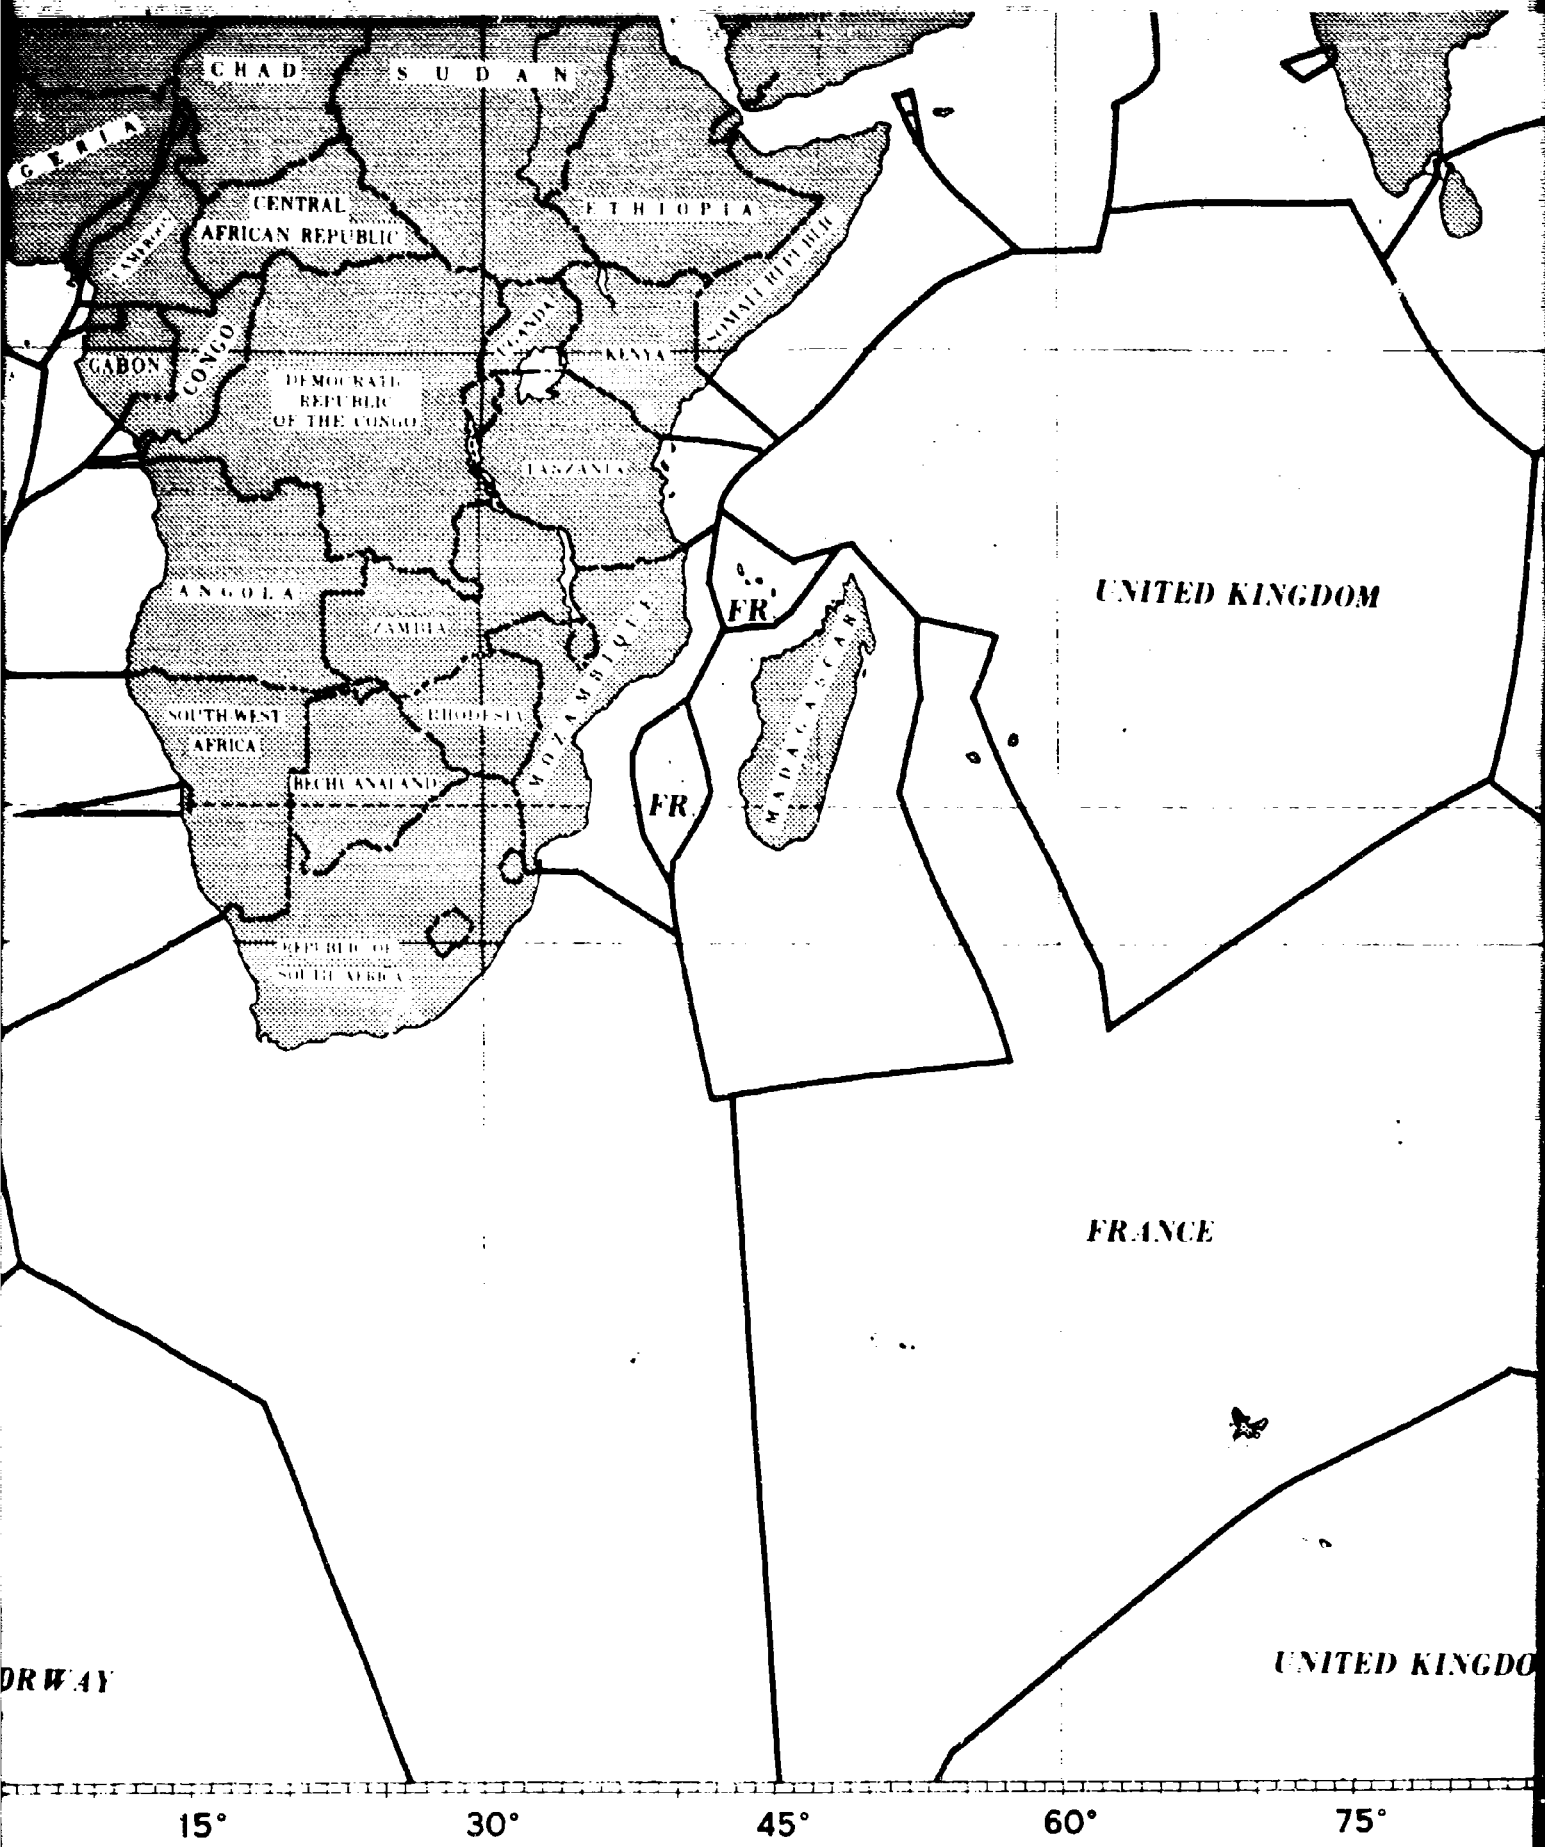 CHAD
SUDAN
GERIA
CENTRAL
AFRICAN REPUBLIC
ETHIOPIA
SOMALI REPUBLIC
UGANDA
KENYA
GABON
CONGO
DEMOCRATIC
REPUBLIC
OF THE CONGO
TANZANIA
ANGOLA
ZAMBIA
MOZAMBIQUE
FR.
MADAGASCAR
UNITED KINGDOM
SOUTH-WEST
AFRICA
RHODESIA
BECHUANALAND
FR.
REPUBLIC OF
SOUTH AFRICA
FRANCE
ORWAY
UNITED KINGDO
15°
30°
45°
60°
75°